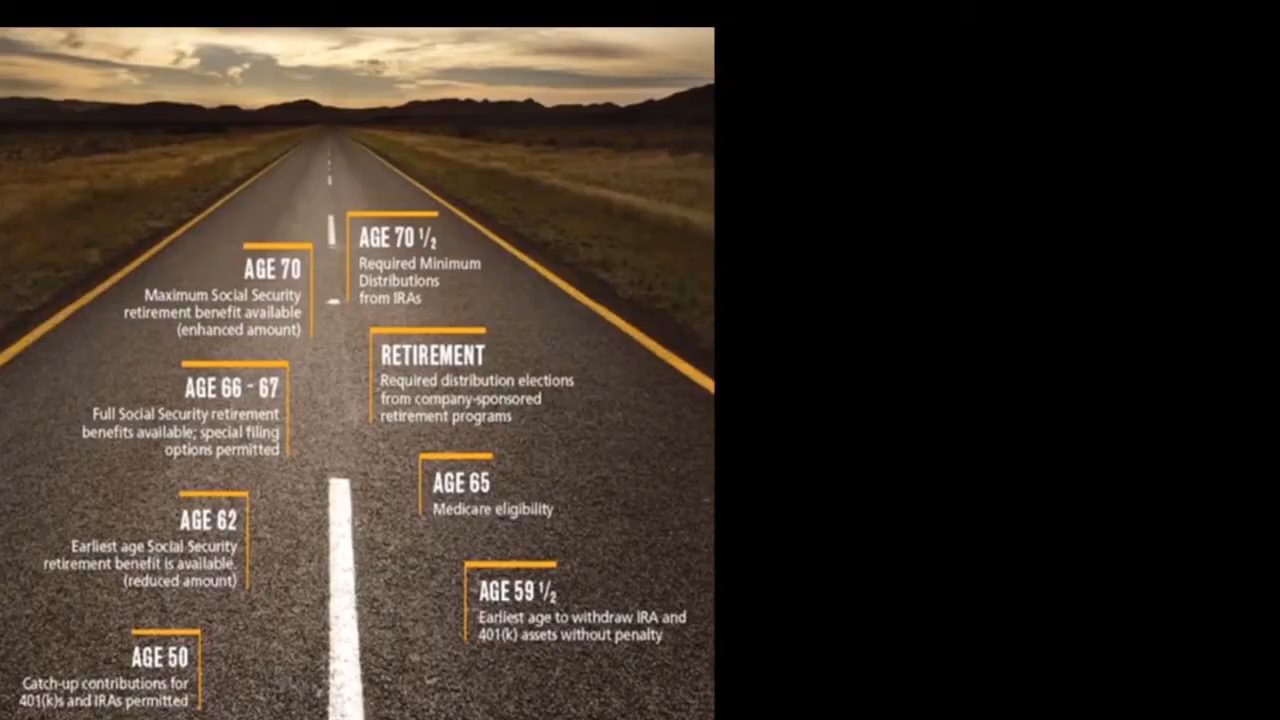 AGE 70 ½
Required Minimum
Distributions
from IRAs
AGE 70
Maximum Social Security
retirement benefit available
(enhanced amount)
RETIREMENT
Required distribution elections
from company-sponsored
retirement programs
AGE 66 - 67
Full Social Security retirement
benefits available; special filing
options permitted
AGE 65
Medicare eligibility
AGE 62
Earliest age Social Security
retirement benefit is available.
(reduced amount)
AGE 59 ½
Earliest age to withdraw IRA and
401(k) assets without penalty
AGE 50
Catch-up contributions for
401(k)s and IRAs permitted